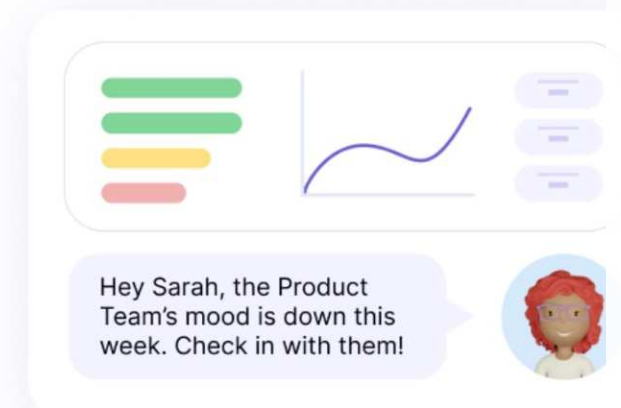 Hey Sarah, the Product
Team’s mood is down this
week. Check in with them!